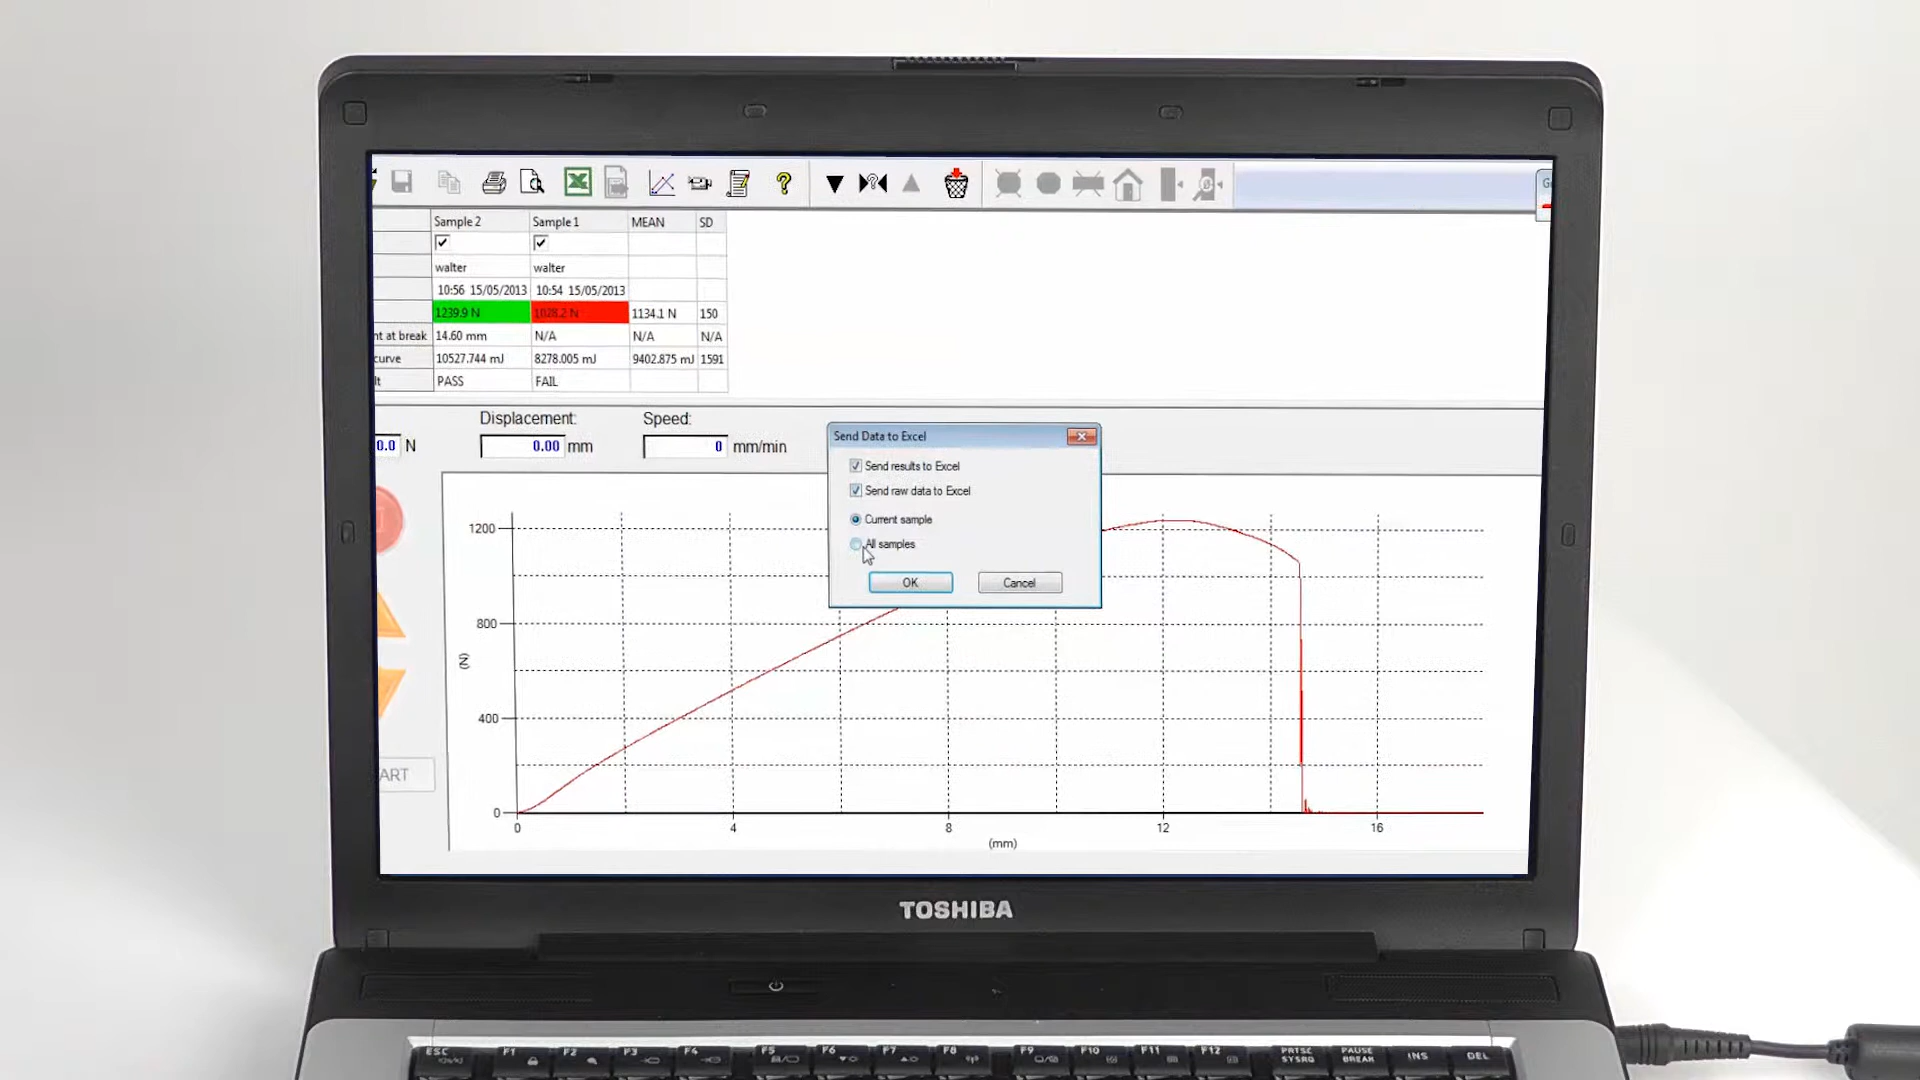 Sample 2 Sample 1 MEAN SD
walter walter
10:56 15/05/2013 10:54 15/05/2013
1239.9 N 1028.2 N 1134.1 N 150
nt at break 14.60 mm N/A N/A N/A
curve 10527.744 mJ 8278.005 mJ 9402.875 mJ 1591
lt PASS FAIL
Displacement: Speed:
0.0 N 0.00 mm 0 mm/min
Send Data to Excel
Send results to Excel
Send raw data to Excel
Current sample
All samples
OK Cancel
1200
800
(N)
400
ART
0
0 4 8 12 16
(mm)
TOSHIBA
ESC F1 F2 F3 F4 F5 F6 F7 F8 F9 F10 F11 F12 PRTSC PAUSE INS DEL
SYSRQ BREAK